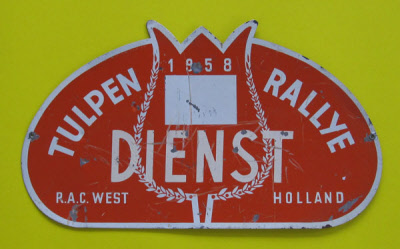 1958
TULPEN RALLYE
DIENST
R.A.C. WEST HOLLAND